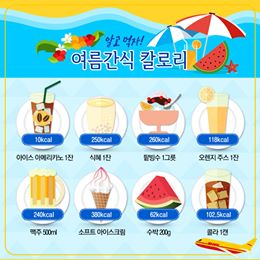 알고 먹자!
여름간식 칼로리
10kcal 250kcal 260kcal 118kcal
아이스 아메리카노 1잔 식혜 1잔 팥빙수 1그릇 오렌지 주스 1잔
240kcal 380kcal 62kcal 102.5kcal
맥주 500ml 소프트 아이스크림 수박 200g 콜라 1캔